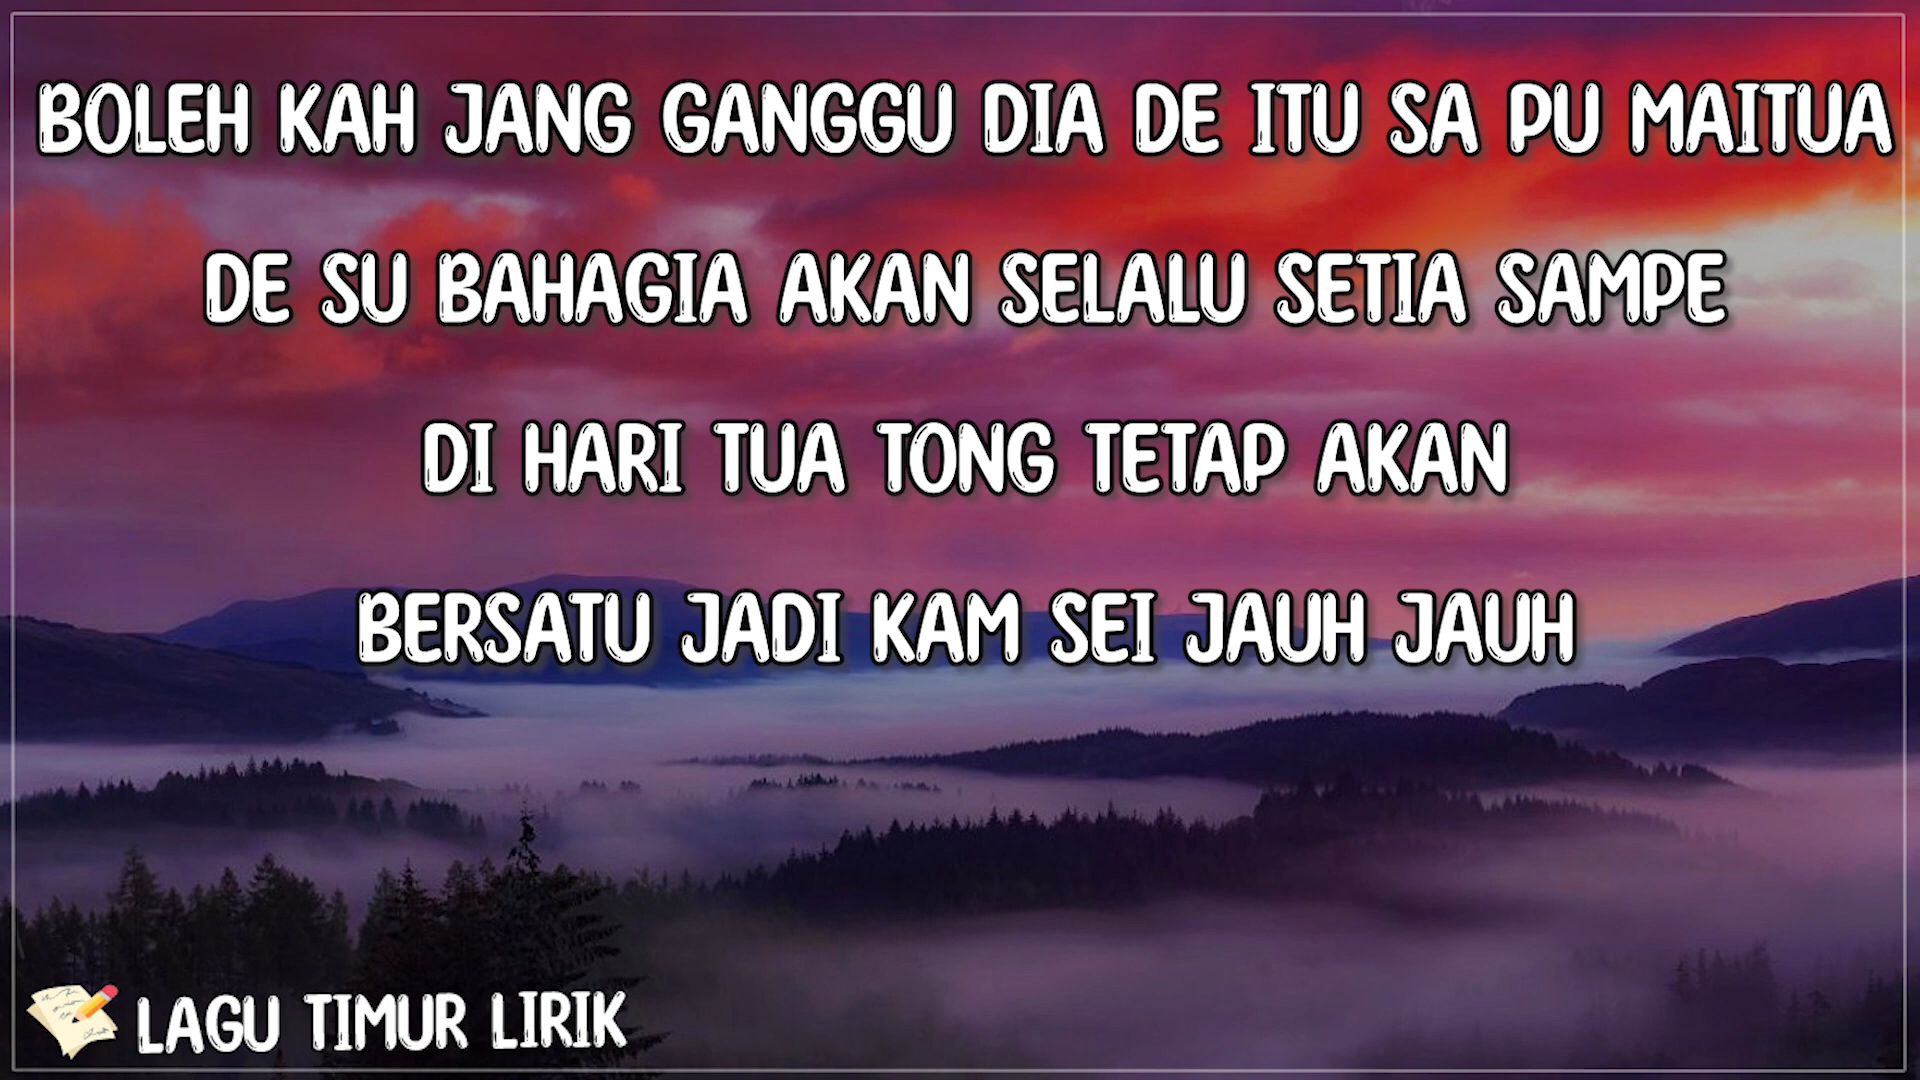 BOLEH KAH JANG GANGGU DIA DE ITU SA PU MAITUA
DE SU BAHAGIA AKAN SELALU SETIA SAMPE
DI HARI TUA TONG TETAP AKAN
BERSATU JADI KAM SEI JAUH JAUH
LAGU TIMUR LIRIK